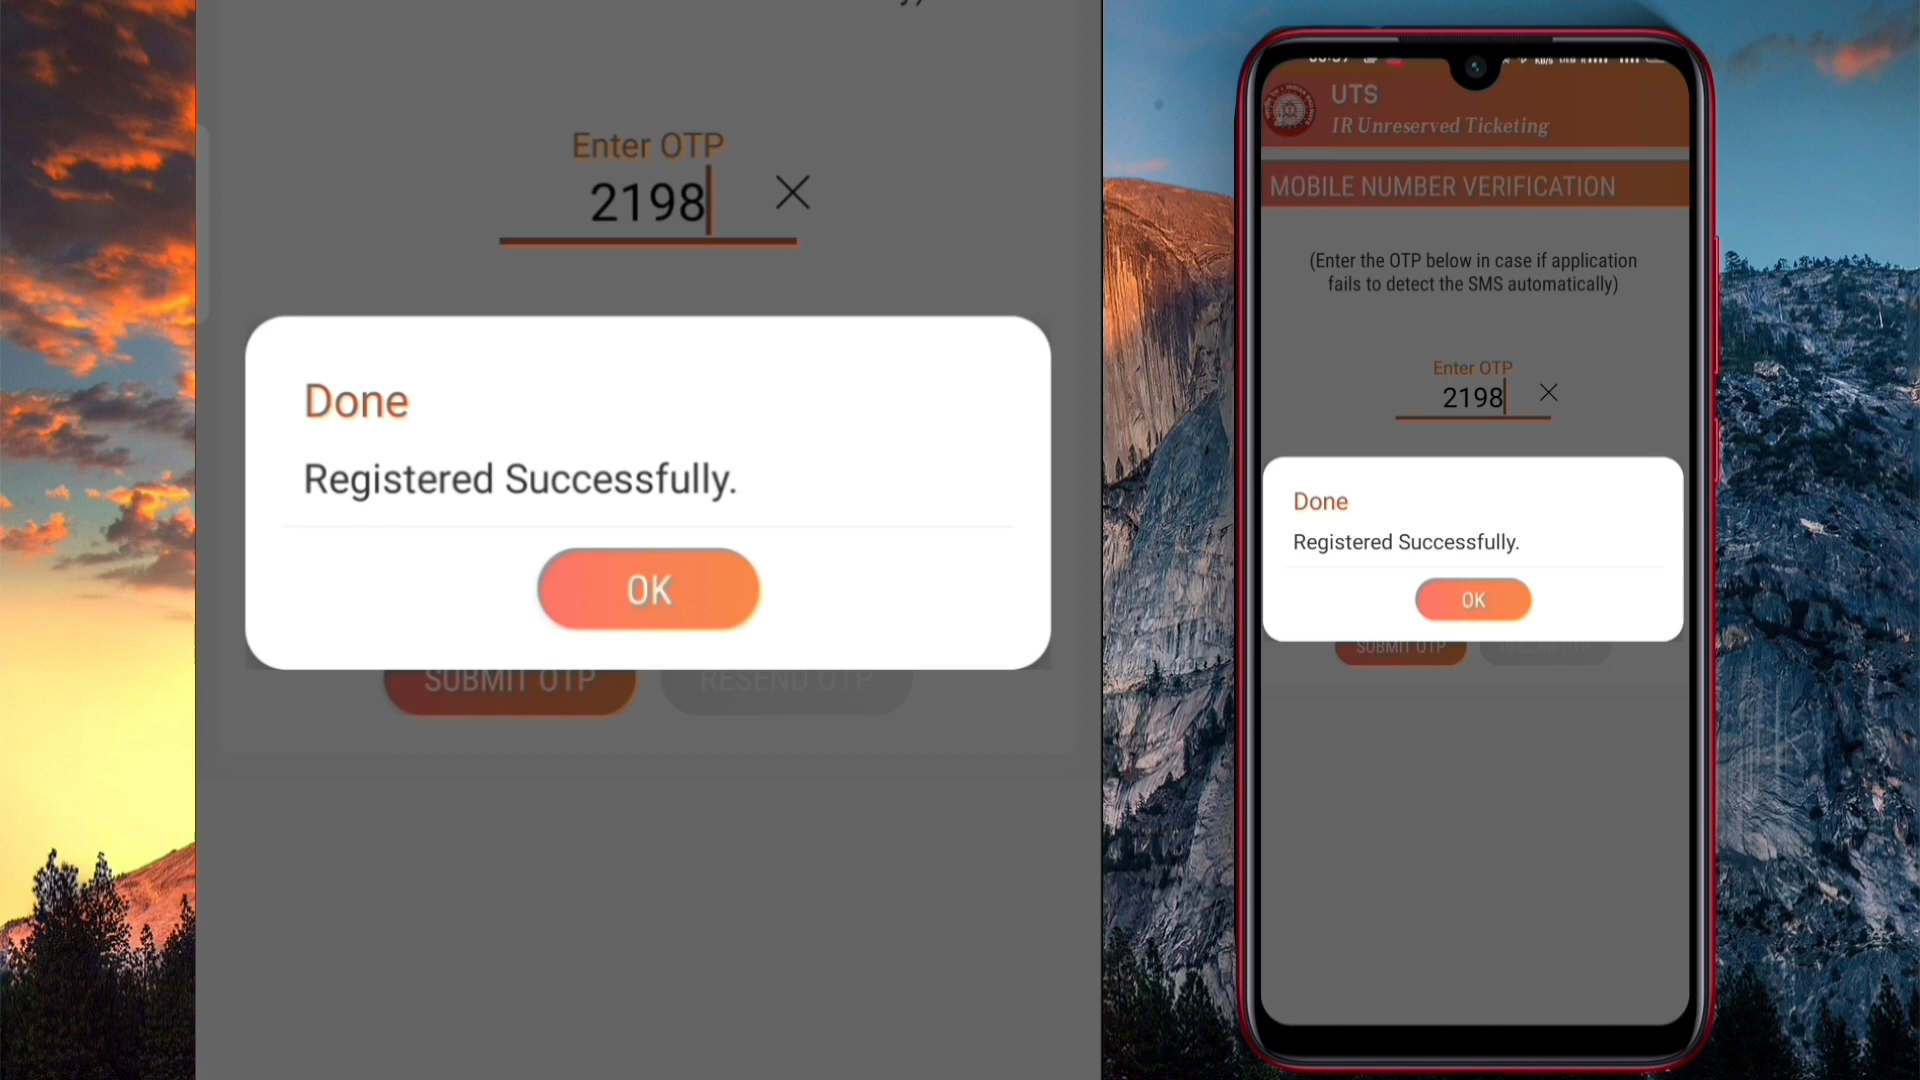 Enter OTP
2198
Done
Registered Successfully.
OK
SUBMIT OTP
RESEND OTP
UTS
IR Unreserved Ticketing
MOBILE NUMBER VERIFICATION
(Enter the OTP below in case if application
fails to detect the SMS automatically)
Enter OTP
2198
Done
Registered Successfully.
OK
SUBMIT OTP
RESEND OTP